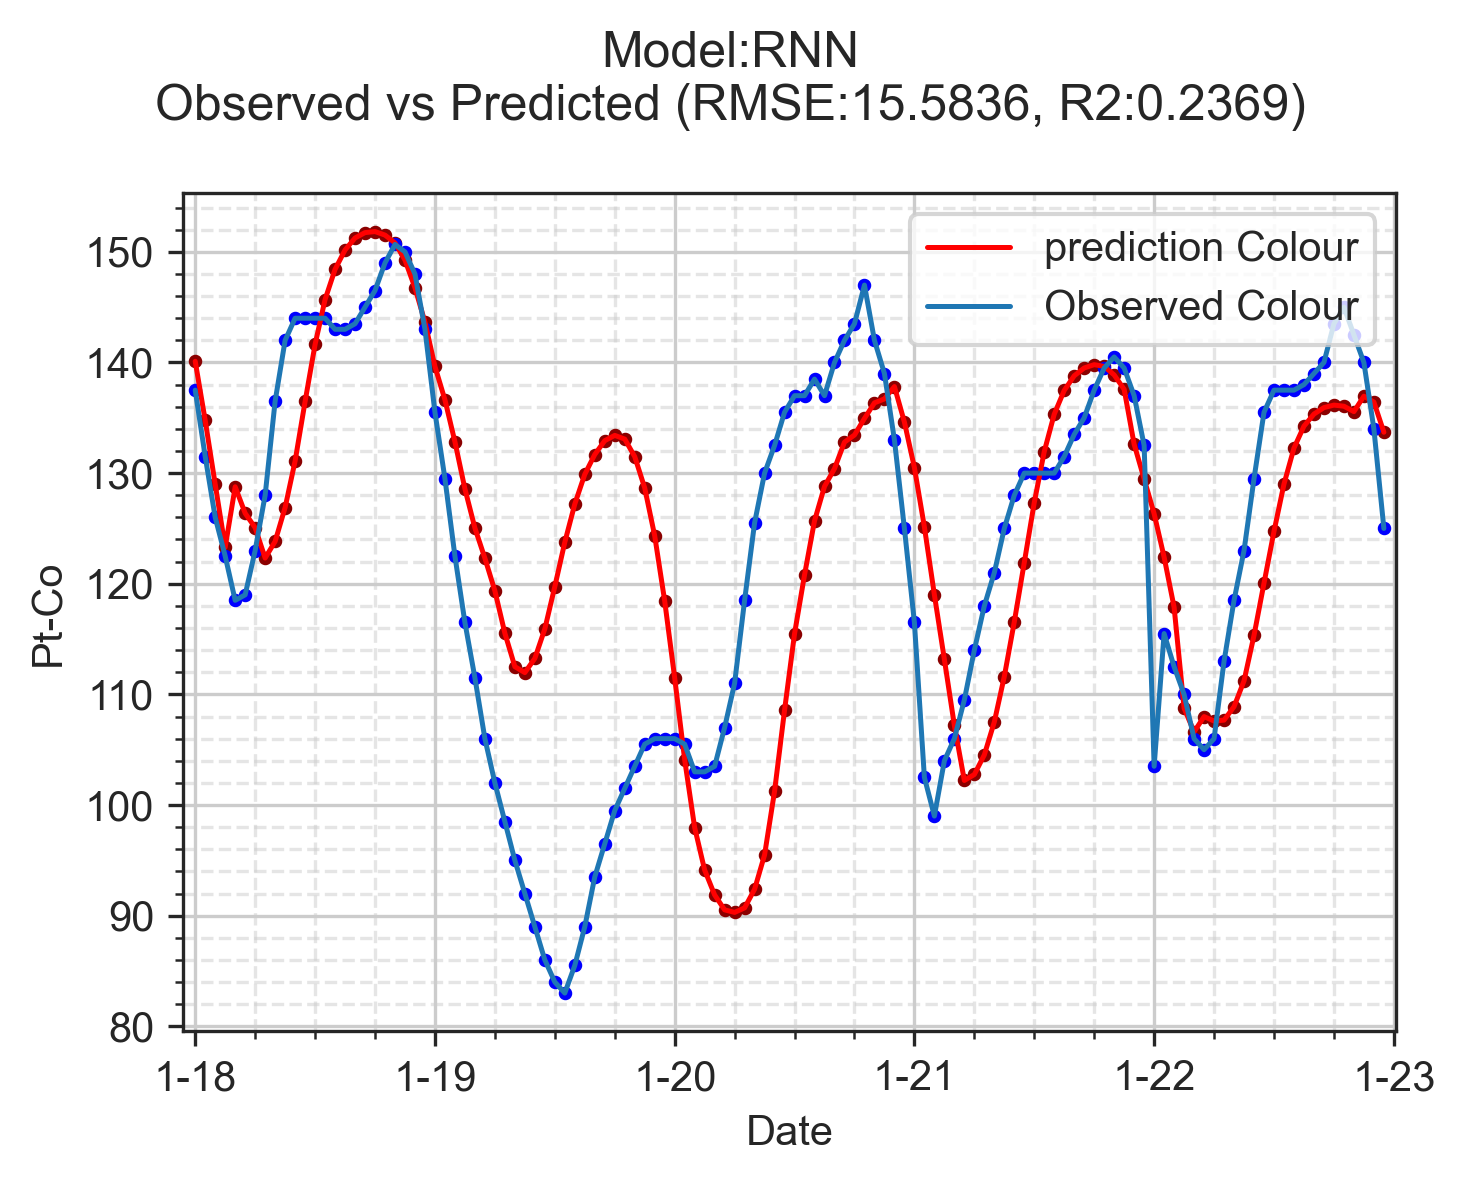 Model:RNN
Observed vs Predicted (RMSE:15.5836, R2:0.2369)
prediction Colour
Observed Colour
Pt-Co
150
140
130
120
110
100
90
80
1-18 1-19 1-20 1-21 1-22 1-23
Date